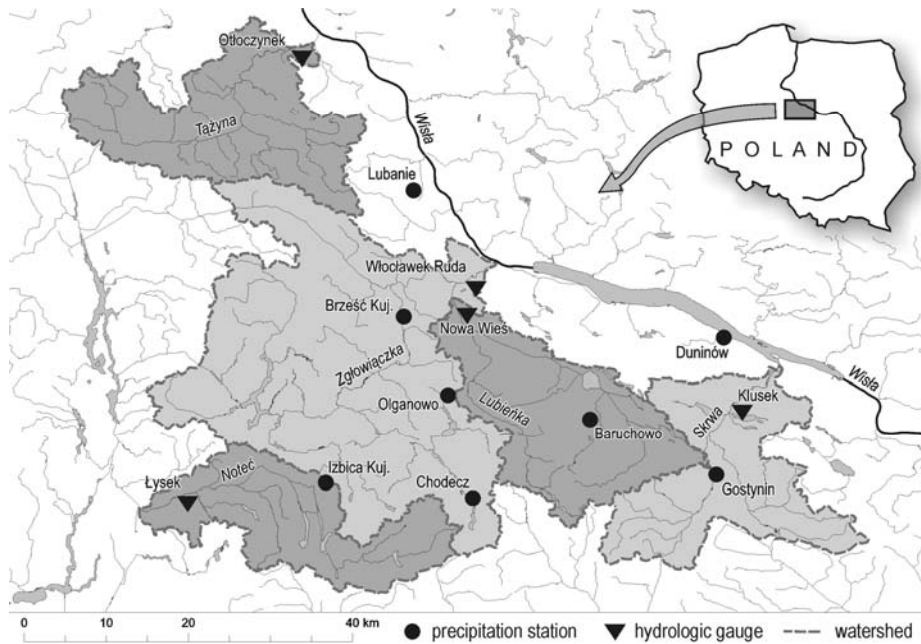 Otłoczynek
Tążyna
Wisła
POLAND
Lubanie
Włocławek Ruda
Brześć Kuj.
Nowa Wieś
Zgłowiączka
Duninów
Wisła
Olganowo
Lubieńka
Klusek
Skrwa
Baruchowo
Noteć
Łysek
Izbica Kuj.
Chodecz
Gostynin
0 10 20 40 km
precipitation station hydrologic gauge watershed